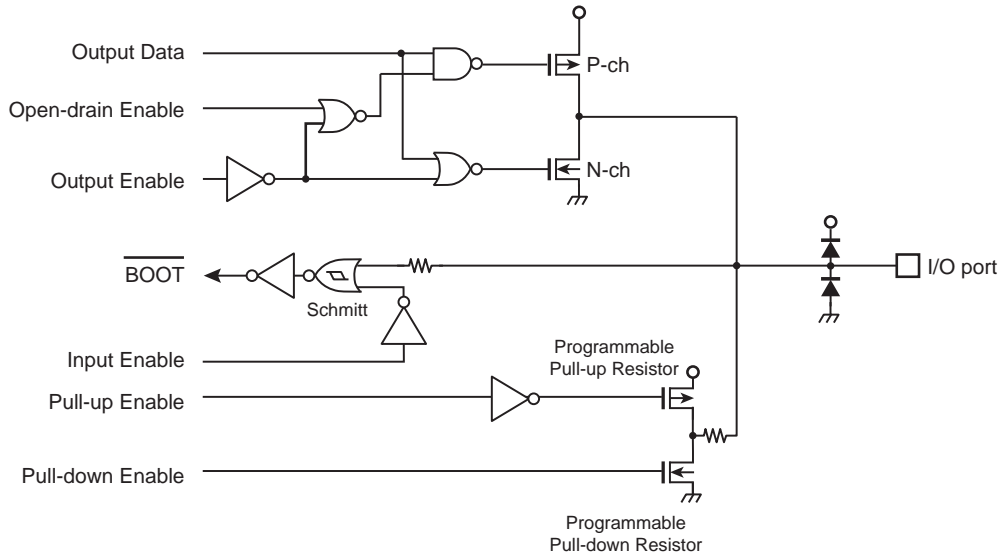 Output Data
P-ch
Open-drain Enable
N-ch
Output Enable
BOOT
I/O port
Schmitt
Input Enable
Programmable
Pull-up Resistor
Pull-up Enable
Pull-down Enable
Programmable
Pull-down Resistor